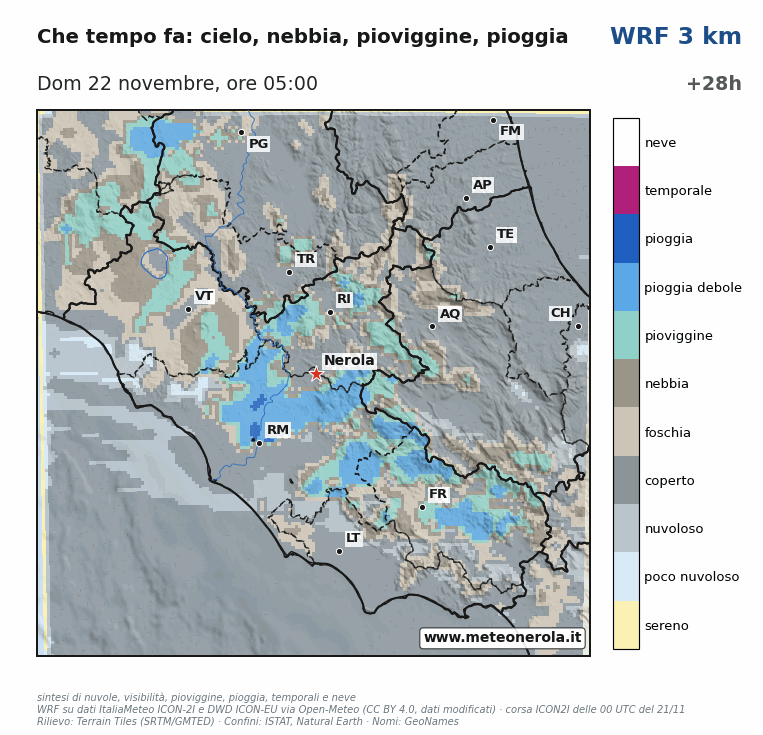 Che tempo fa: cielo, nebbia, pioviggine, pioggia
WRF 3 km
Dom 22 novembre, ore 05:00
+28h
PG
FM
AP
TE
TR
RI
VT
AQ
CH
Nerola
RM
FR
LT
www.meteonerola.it
neve
temporale
pioggia
pioggia debole
pioviggine
nebbia
foschia
coperto
nuvoloso
poco nuvoloso
sereno
sintesi di nuvole, visibilità, pioviggine, pioggia, temporali e neve
WRF su dati ItaliaMeteo ICON-2I e DWD ICON-EU via Open-Meteo (CC BY 4.0, dati modificati) · corsa ICON2I delle 00 UTC del 21/11
Rilievo: Terrain Tiles (SRTM/GMTED) · Confini: ISTAT, Natural Earth · Nomi: GeoNames